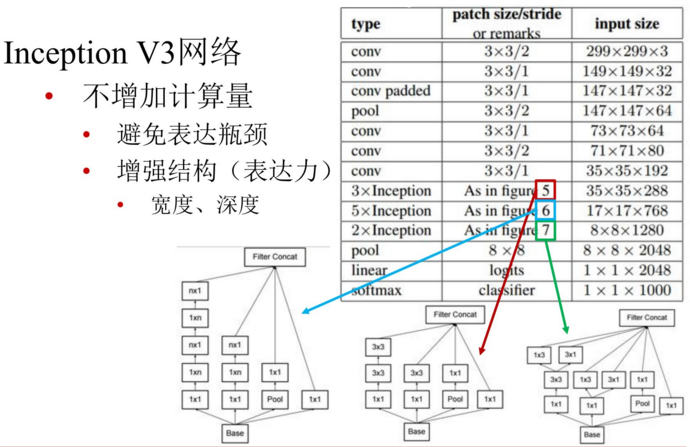 Inception V3网络
• 不增加计算量
• 避免表达瓶颈
• 增强结构（表达力）
• 宽度、深度
type patch size/stride or remarks input size
conv 3×3/2 299×299×3
conv 3×3/1 149×149×32
conv padded 3×3/1 147×147×32
pool 3×3/2 147×147×64
conv 3×3/1 73×73×64
conv 3×3/2 71×71×80
conv 3×3/1 35×35×192
3×Inception As in figure 5 35×35×288
5×Inception As in figure 6 17×17×768
2×Inception As in figure 7 8×8×1280
pool 8 × 8 8 × 8 × 2048
linear logits 1 × 1 × 2048
softmax classifier 1 × 1 × 1000
Filter Concat
nx1
1xn
nx1 nx1
1xn 1xn 1x1
1x1 1x1 Pool 1x1
Base
Filter Concat
3x3
3x3 3x3 1x1
1x1 1x1 Pool 1x1
Base
Filter Concat
1x3 3x1
3x3 1x3 3x1 1x1
1x1 1x1 Pool 1x1
Base